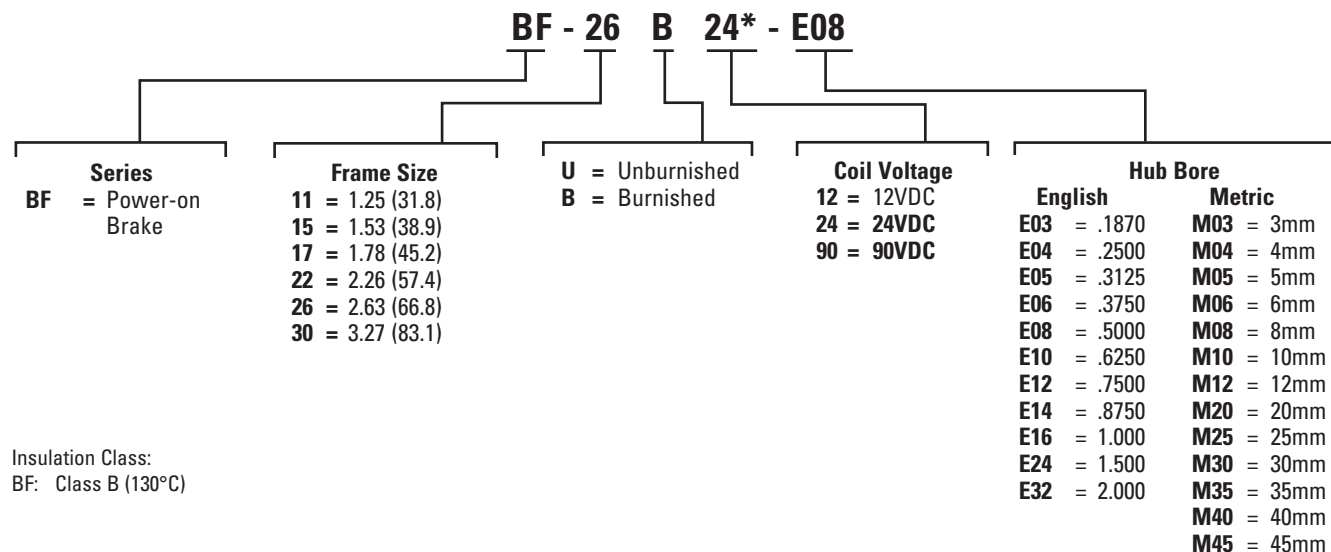 BF - 26 B 24* - E08
Series
BF = Power-on
Brake
Frame Size
11 = 1.25 (31.8)
15 = 1.53 (38.9)
17 = 1.78 (45.2)
22 = 2.26 (57.4)
26 = 2.63 (66.8)
30 = 3.27 (83.1)
U = Unburnished
B = Burnished
Coil Voltage
12 = 12VDC
24 = 24VDC
90 = 90VDC
Hub Bore
English
E03 = .1870
E04 = .2500
E05 = .3125
E06 = .3750
E08 = .5000
E10 = .6250
E12 = .7500
E14 = .8750
E16 = 1.000
E24 = 1.500
E32 = 2.000
Metric
M03 = 3mm
M04 = 4mm
M05 = 5mm
M06 = 6mm
M08 = 8mm
M10 = 10mm
M12 = 12mm
M20 = 20mm
M25 = 25mm
M30 = 30mm
M35 = 35mm
M40 = 40mm
M45 = 45mm
Insulation Class:
BF: Class B (130°C)